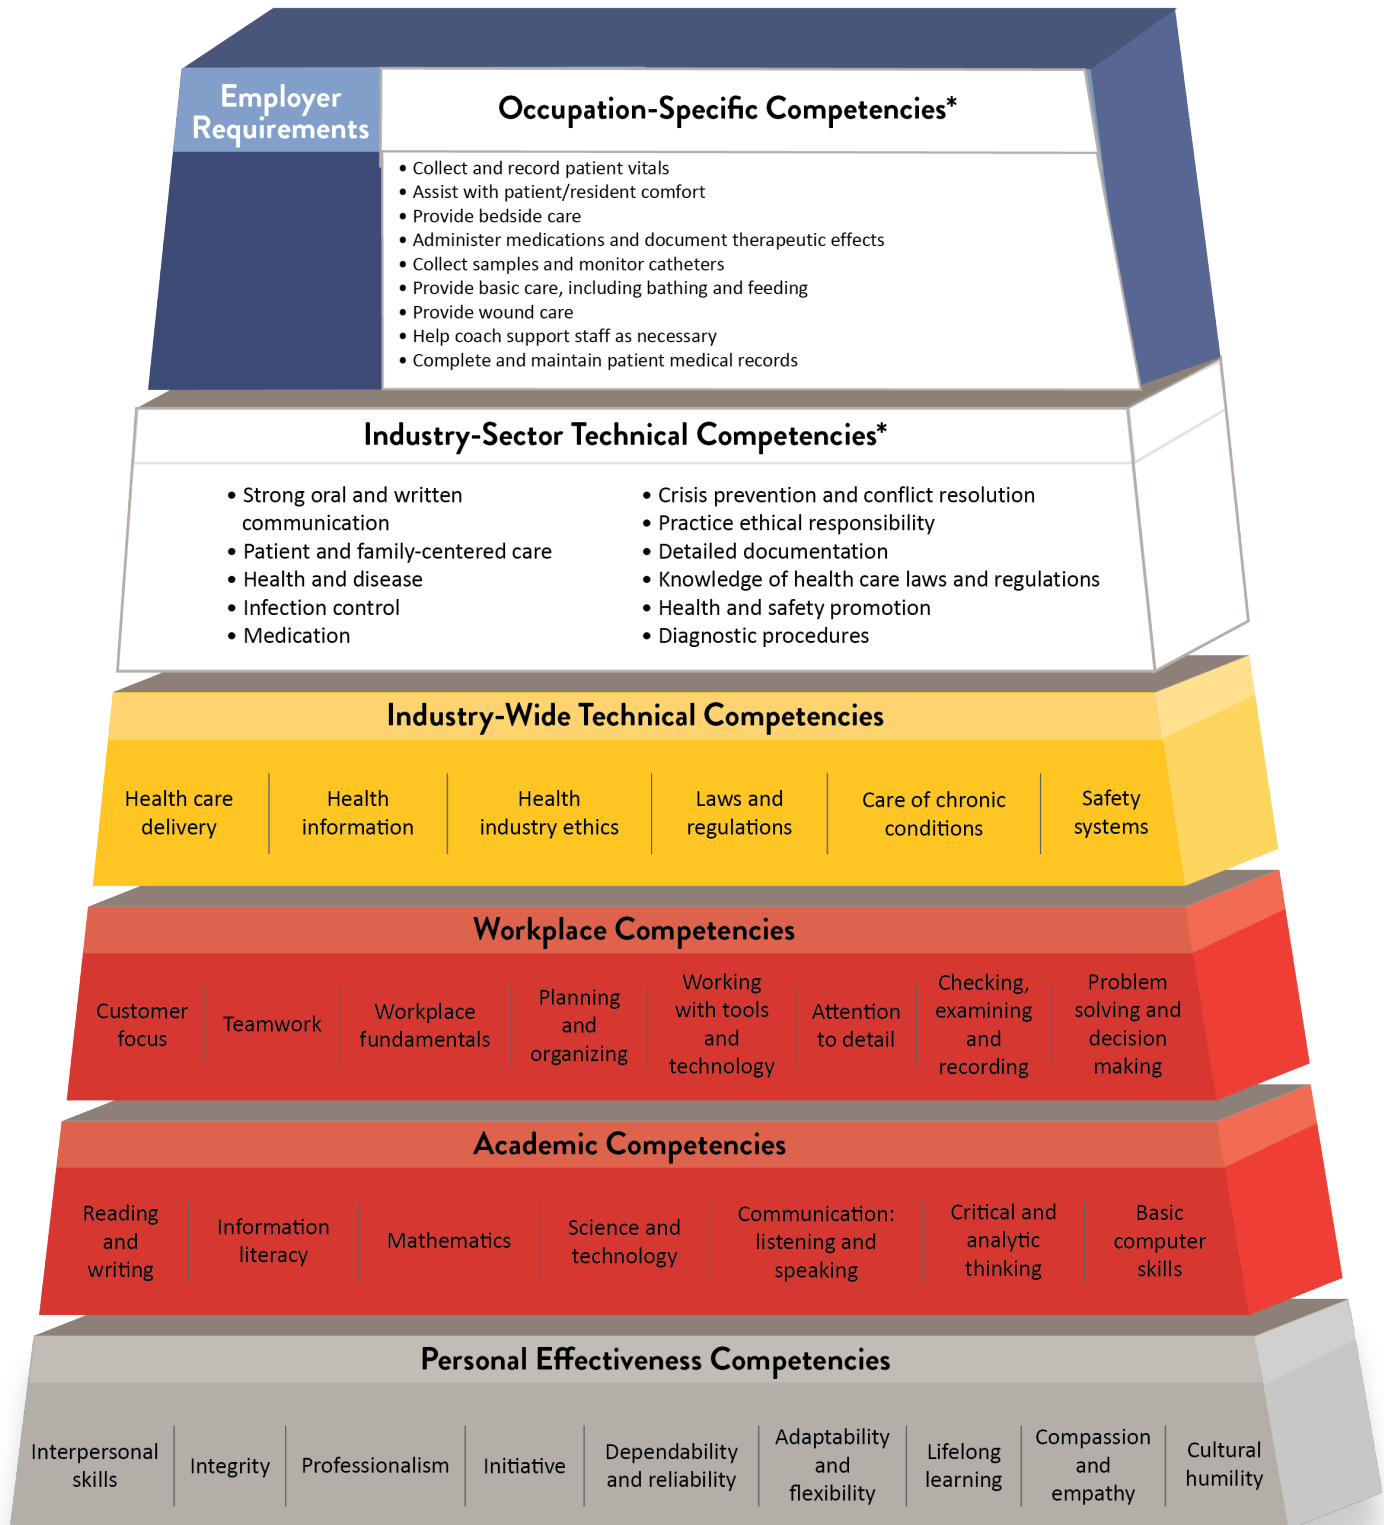 Employer
Requirements
Occupation-Specific Competencies*
• Collect and record patient vitals
• Assist with patient/resident comfort
• Provide bedside care
• Administer medications and document therapeutic effects
• Collect samples and monitor catheters
• Provide basic care, including bathing and feeding
• Provide wound care
• Help coach support staff as necessary
• Complete and maintain patient medical records
Industry-Sector Technical Competencies*
• Strong oral and written
communication
• Patient and family-centered care
• Health and disease
• Infection control
• Medication
• Crisis prevention and conflict resolution
• Practice ethical responsibility
• Detailed documentation
• Knowledge of health care laws and regulations
• Health and safety promotion
• Diagnostic procedures
Industry-Wide Technical Competencies
Health care
delivery
Health
information
Health
industry ethics
Laws and
regulations
Care of chronic
conditions
Safety
systems
Workplace Competencies
Customer
focus
Teamwork
Workplace
fundamentals
Planning
and
organizing
Working
with tools
and
technology
Attention
to detail
Checking,
examining
and
recording
Problem
solving and
decision
making
Academic Competencies
Reading
and
writing
Information
literacy
Mathematics
Science and
technology
Communication:
listening and
speaking
Critical and
analytic
thinking
Basic
computer
skills
Personal Effectiveness Competencies
Interpersonal
skills
Integrity
Professionalism
Initiative
Dependability
and reliability
Adaptability
and
flexibility
Lifelong
learning
Compassion
and
empathy
Cultural
humility